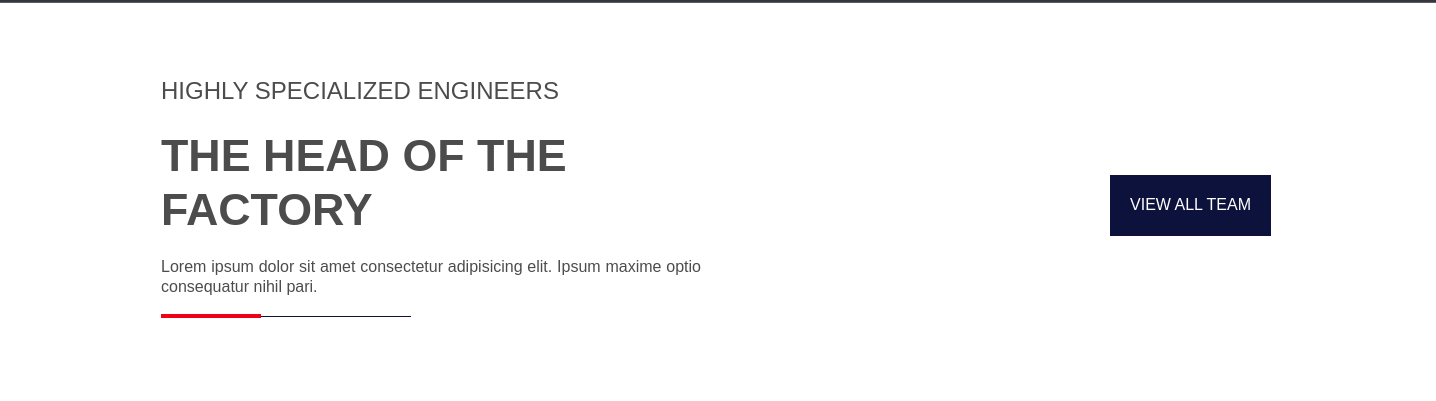 HIGHLY SPECIALIZED ENGINEERS
THE HEAD OF THE
FACTORY
VIEW ALL TEAM
Lorem ipsum dolor sit amet consectetur adipisicing elit. Ipsum maxime optio
consequatur nihil pari.